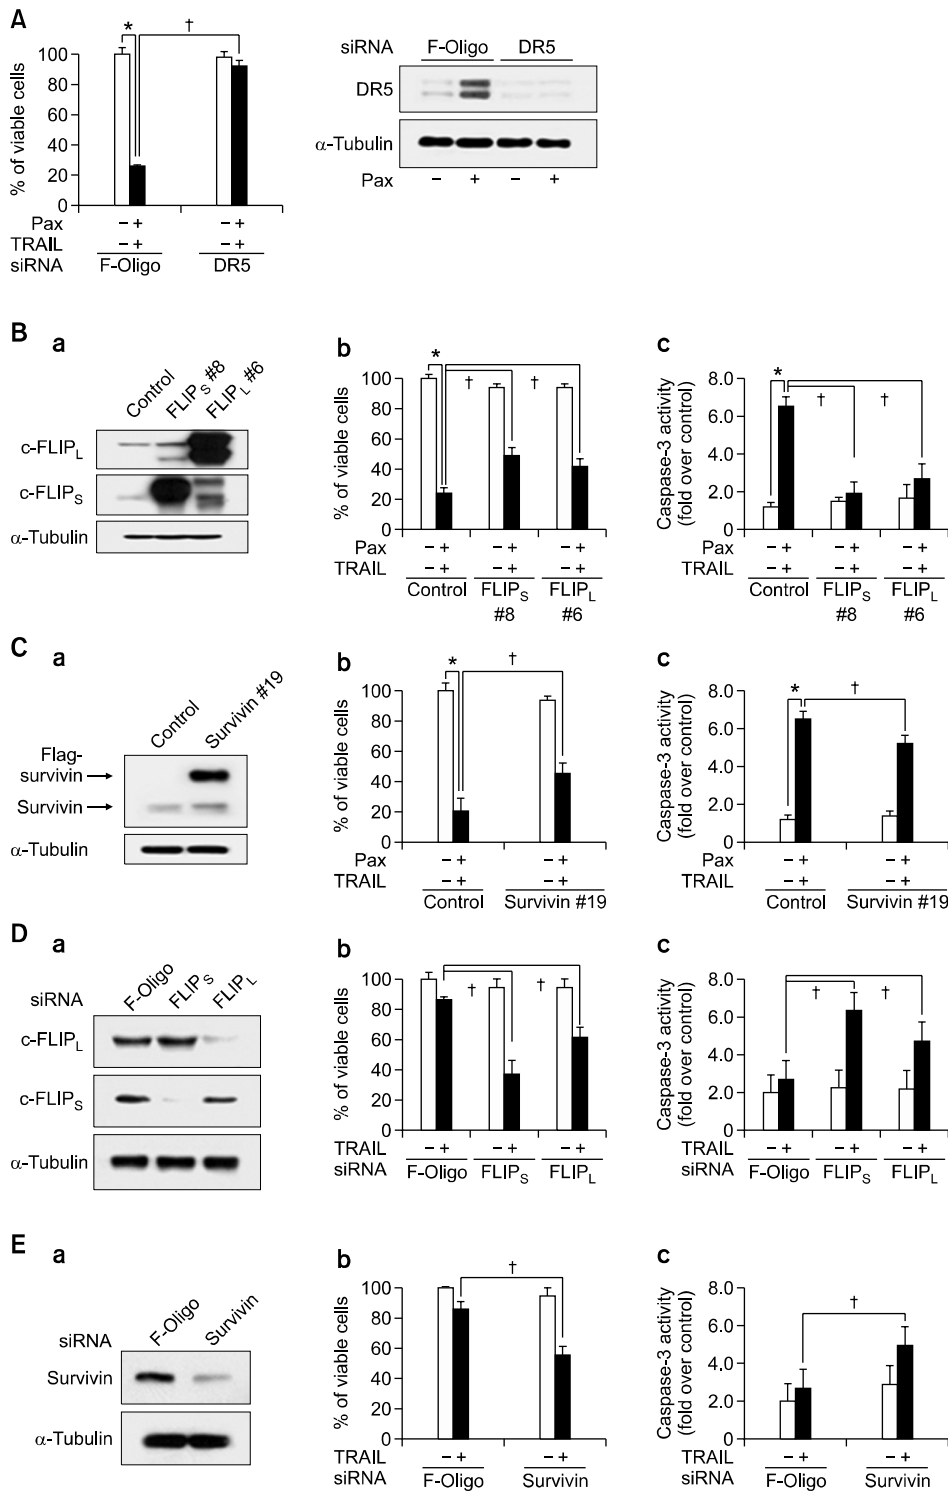 A
% of viable cells
100
80
60
40
20
0
* †
Pax − + − +
TRAIL − + − +
siRNA F-Oligo DR5
siRNA F-Oligo DR5
DR5
α-Tubulin
Pax − + − +
B
a
Control FLIPS #8 FLIPL #6
c-FLIPL
c-FLIPS
α-Tubulin
b
% of viable cells
100
80
60
40
20
0
* † †
Pax − + − + − +
TRAIL − + − + − +
Control FLIPS FLIPL
#8 #6
c
Caspase-3 activity
(fold over control)
8.0
6.0
4.0
2.0
0
* † †
Pax − + − + − +
TRAIL − + − + − +
Control FLIPS FLIPL
#8 #6
C
a
Control Survivin #19
Flag-
survivin
Survivin
α-Tubulin
b
% of viable cells
100
80
60
40
20
0
* †
Pax − + − +
TRAIL − + − +
Control Survivin #19
c
Caspase-3 activity
(fold over control)
8.0
6.0
4.0
2.0
0
* †
Pax − + − +
TRAIL − + − +
Control Survivin #19
D
a
siRNA F-Oligo FLIPS FLIPL
c-FLIPL
c-FLIPS
α-Tubulin
b
% of viable cells
100
80
60
40
20
0
† †
TRAIL − + − + − +
siRNA F-Oligo FLIPS FLIPL
c
Caspase-3 activity
(fold over control)
8.0
6.0
4.0
2.0
0
† †
TRAIL − + − + − +
siRNA F-Oligo FLIPS FLIPL
E
a
siRNA F-Oligo Survivin
Survivin
α-Tubulin
b
% of viable cells
100
80
60
40
20
0
†
TRAIL − + − +
siRNA F-Oligo Survivin
c
Caspase-3 activity
(fold over control)
8.0
6.0
4.0
2.0
0
†
TRAIL − + − +
siRNA F-Oligo Survivin